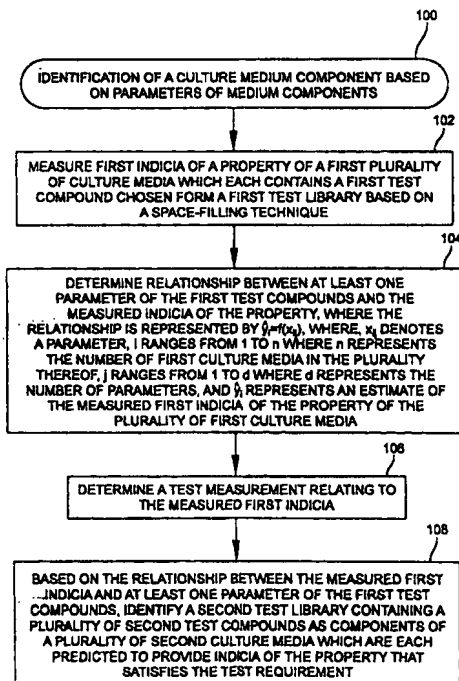 100
IDENTIFICATION OF A CULTURE MEDIUM COMPONENT BASED
ON PARAMETERS OF MEDIUM COMPONENTS
102
MEASURE FIRST INDICIA OF A PROPERTY OF A FIRST PLURALITY
OF CULTURE MEDIA WHICH EACH CONTAINS A FIRST TEST
COMPOUND CHOSEN FORM A FIRST TEST LIBRARY BASED ON
A SPACE-FILLING TECHNIQUE
104
DETERMINE RELATIONSHIP BETWEEN AT LEAST ONE
PARAMETER OF THE FIRST TEST COMPOUNDS AND THE
MEASURED INDICIA OF THE PROPERTY, WHERE THE
RELATIONSHIP IS REPRESENTED BY ŷᵢ=f(xᵢⱼ), WHERE, xᵢⱼ DENOTES
A PARAMETER, I RANGES FROM 1 TO n WHERE n REPRESENTS
THE NUMBER OF FIRST CULTURE MEDIA IN THE PLURALITY
THEREOF, j RANGES FROM 1 TO d WHERE d REPRESENTS THE
NUMBER OF PARAMETERS, AND ŷᵢ REPRESENTS AN ESTIMATE OF
THE MEASURED FIRST INDICIA OF THE PROPERTY OF THE
PLURALITY OF FIRST CULTURE MEDIA
106
DETERMINE A TEST MEASUREMENT RELATING TO
THE MEASURED FIRST INDICIA
108
BASED ON THE RELATIONSHIP BETWEEN THE MEASURED FIRST
INDICIA AND AT LEAST ONE PARAMETER OF THE FIRST TEST
COMPOUNDS, IDENTIFY A SECOND TEST LIBRARY CONTAINING A
PLURALITY OF SECOND TEST COMPOUNDS AS COMPONENTS
OF A PLURALITY OF SECOND CULTURE MEDIA WHICH ARE EACH
PREDICTED TO PROVIDE INDICIA OF THE PROPERTY THAT
SATISFIES THE TEST REQUIREMENT